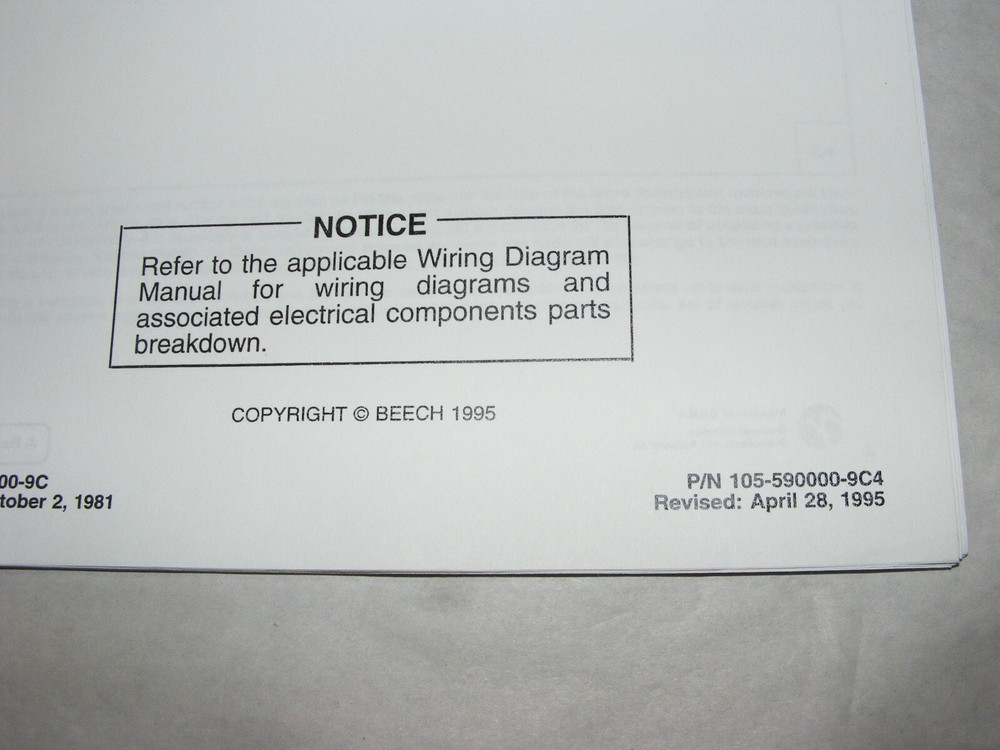 NOTICE
Refer to the applicable Wiring Diagram
Manual for wiring diagrams and
associated electrical components parts
breakdown.
COPYRIGHT © BEECH 1995
00-9C
tober 2, 1981
P/N 105-590000-9C4
Revised: April 28, 1995